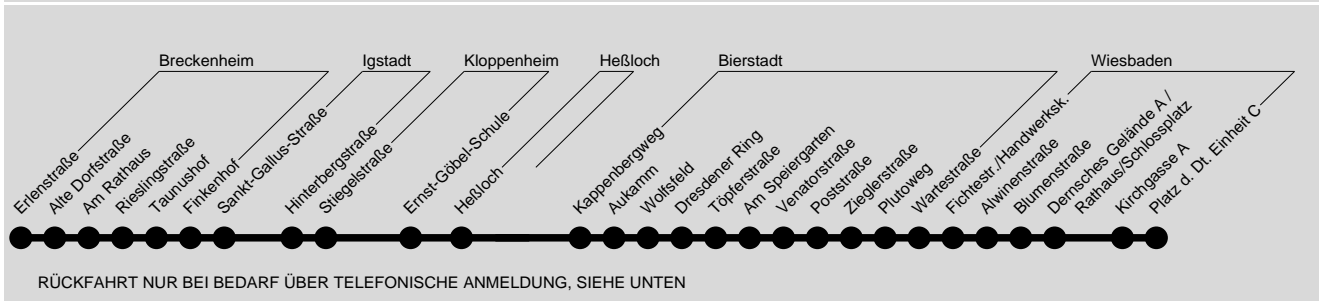 Breckenheim
Igstadt
Kloppenheim
Heßloch
Bierstadt
Wiesbaden
Erlenstraße
Alte Dorfstraße
Am Rathaus
Rieslingstraße
Taunushof
Finkenhof
Sankt-Gallus-Straße
Hinterbergstraße
Stiegelstraße
Ernst-Göbel-Schule
Heßloch
Kappenbergweg
Aukamm
Wolfsfeld
Dresdener Ring
Töpferstraße
Am Speiergarten
Venatorstraße
Poststraße
Zieglerstraße
Plutoweg
Wartestraße
Fichtestr./Handwerksk.
Alwinenstraße
Blumenstraße
Dernsches Gelände A /
Rathaus/Schlossplatz
Kirchgasse A
Platz d. Dt. Einheit C
RÜCKFAHRT NUR BEI BEDARF ÜBER TELEFONISCHE ANMELDUNG, SIEHE UNTEN